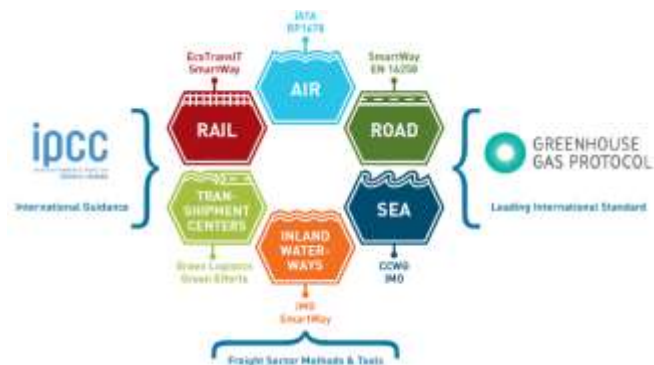 IATA
RP1678
EcoTransIT
SmartWay
SmartWay
EN 16258
AIR
RAIL
ROAD
ipcc
GREENHOUSE
GAS PROTOCOL
TRAN-
SHIPMENT
CENTERS
SEA
International Guidance
Leading International Standard
INLAND
WATER-
WAYS
Green Logistics
Green Efforts
CCWG
IMO
IMO
SmartWay
Freight Sector Methods & Tools